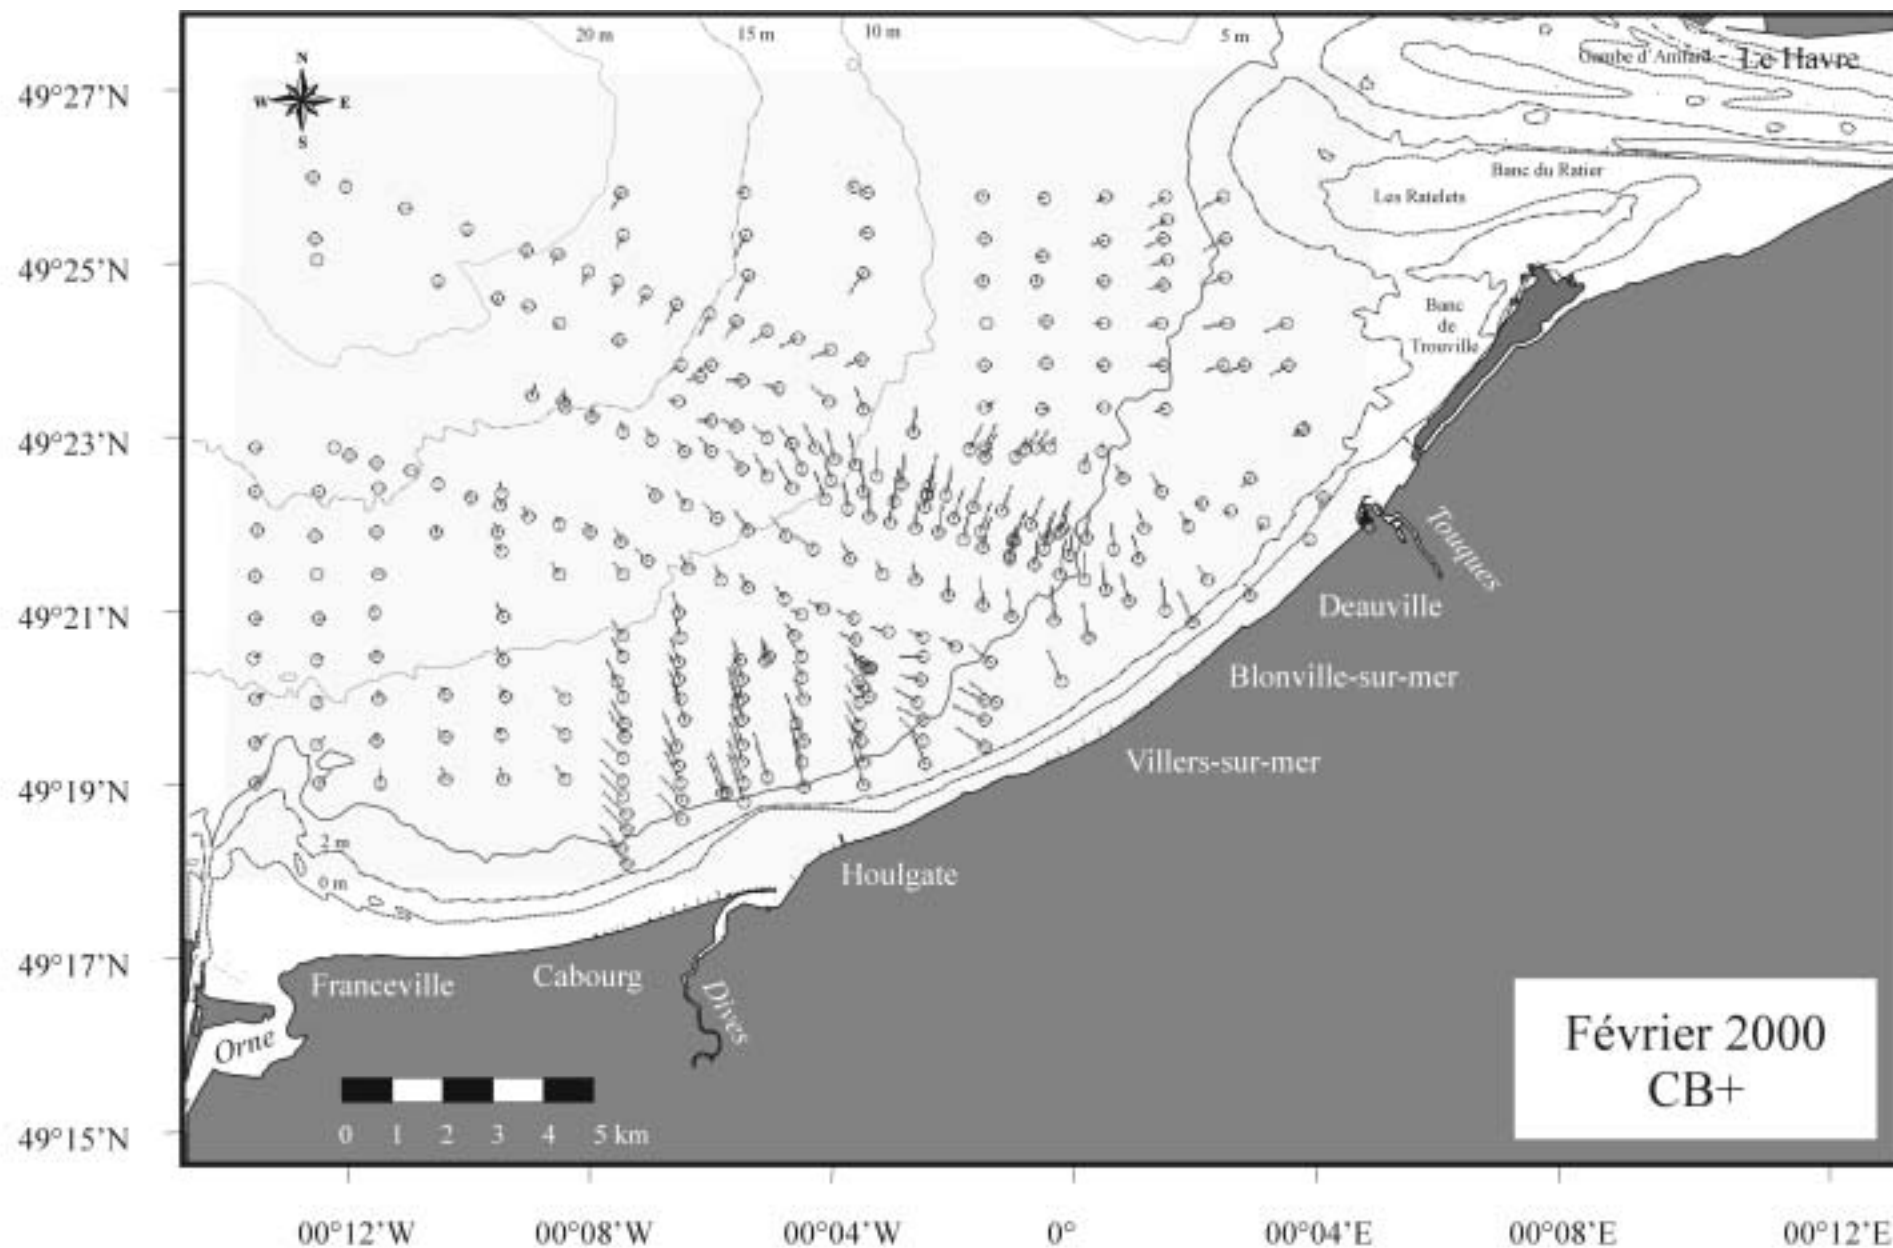 20 m
15 m
10 m
5 m
N
W
E
S
Le Havre
49°27'N
Banc du Ratier
Les Ratelets
49°25'N
Banc
de
Trouville
49°23'N
Touques
49°21'N
Deauville
Blonville-sur-mer
Villers-sur-mer
49°19'N
2 m
0 m
Houlgate
49°17'N
Franceville
Cabourg
Dives
Orne
Février 2000
CB+
0 1 2 3 4 5 km
49°15'N
00°12'W 00°08'W 00°04'W 0° 00°04'E 00°08'E 00°12'E